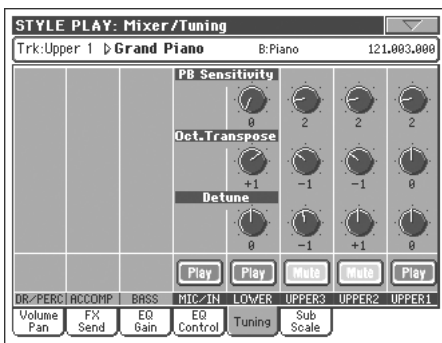 STYLE PLAY: Mixer/Tuning
Trk:Upper 1 Grand Piano B:Piano 121.003.000
PB Sensitivity
0 2 2 2
Oct.Transpose
+1 -1 -1 0
Detune
0 -1 +1 0
Play Play Mute Mute Play
DR/PERC ACCOMP BASS MIC/IN LOWER UPPER3 UPPER2 UPPER1
Volume Pan FX Send EQ Gain EQ Control Tuning Sub Scale